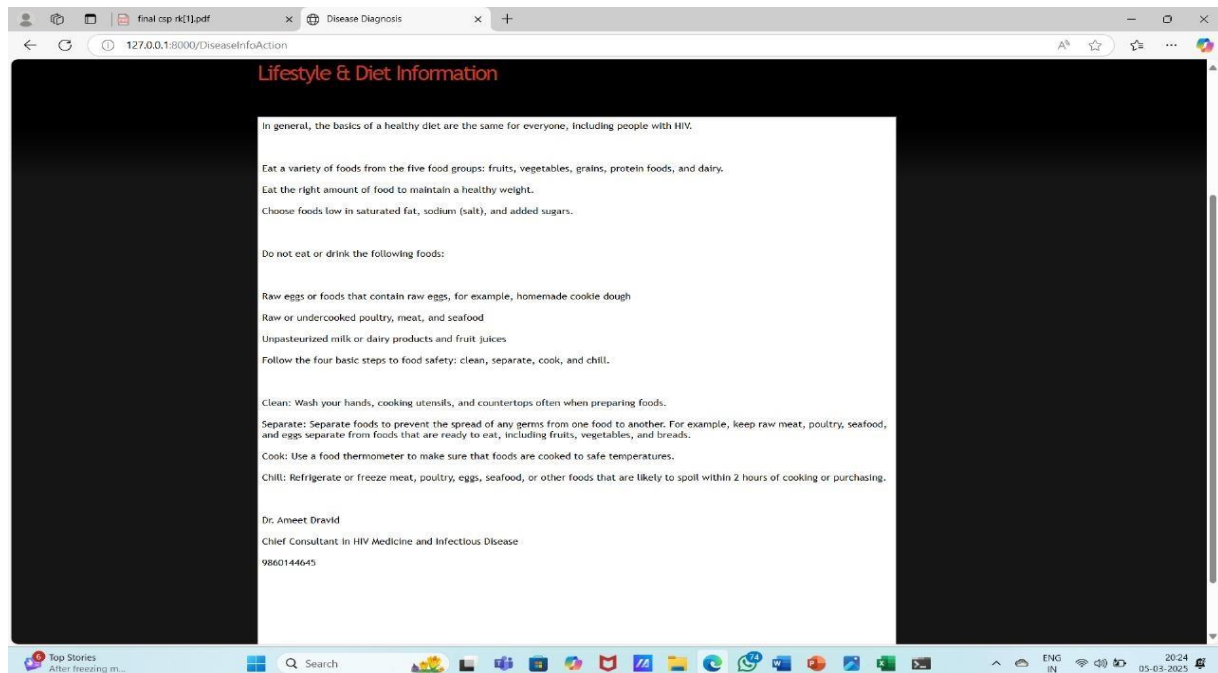 final csp rk[1].pdf
Disease Diagnosis
127.0.0.1:8000/DiseaseInfoAction
Lifestyle & Diet Information
In general, the basics of a healthy diet are the same for everyone, including people with HIV.
Eat a variety of foods from the five food groups: fruits, vegetables, grains, protein foods, and dairy.
Eat the right amount of food to maintain a healthy weight.
Choose foods low in saturated fat, sodium (salt), and added sugars.
Do not eat or drink the following foods:
Raw eggs or foods that contain raw eggs, for example, homemade cookie dough
Raw or undercooked poultry, meat, and seafood
Unpasteurized milk or dairy products and fruit juices
Follow the four basic steps to food safety: clean, separate, cook, and chill.
Clean: Wash your hands, cooking utensils, and countertops often when preparing foods.
Separate: Separate foods to prevent the spread of any germs from one food to another. For example, keep raw meat, poultry, seafood,
and eggs separate from foods that are ready to eat, including fruits, vegetables, and breads.
Cook: Use a food thermometer to make sure that foods are cooked to safe temperatures.
Chill: Refrigerate or freeze meat, poultry, eggs, seafood, or other foods that are likely to spoil within 2 hours of cooking or purchasing.
Dr. Ameet Dravid
Chief Consultant in HIV Medicine and Infectious Disease
9860144645
6
Top Stories
After freezing m...
Search
74
ENG
IN
20:24
05-03-2025